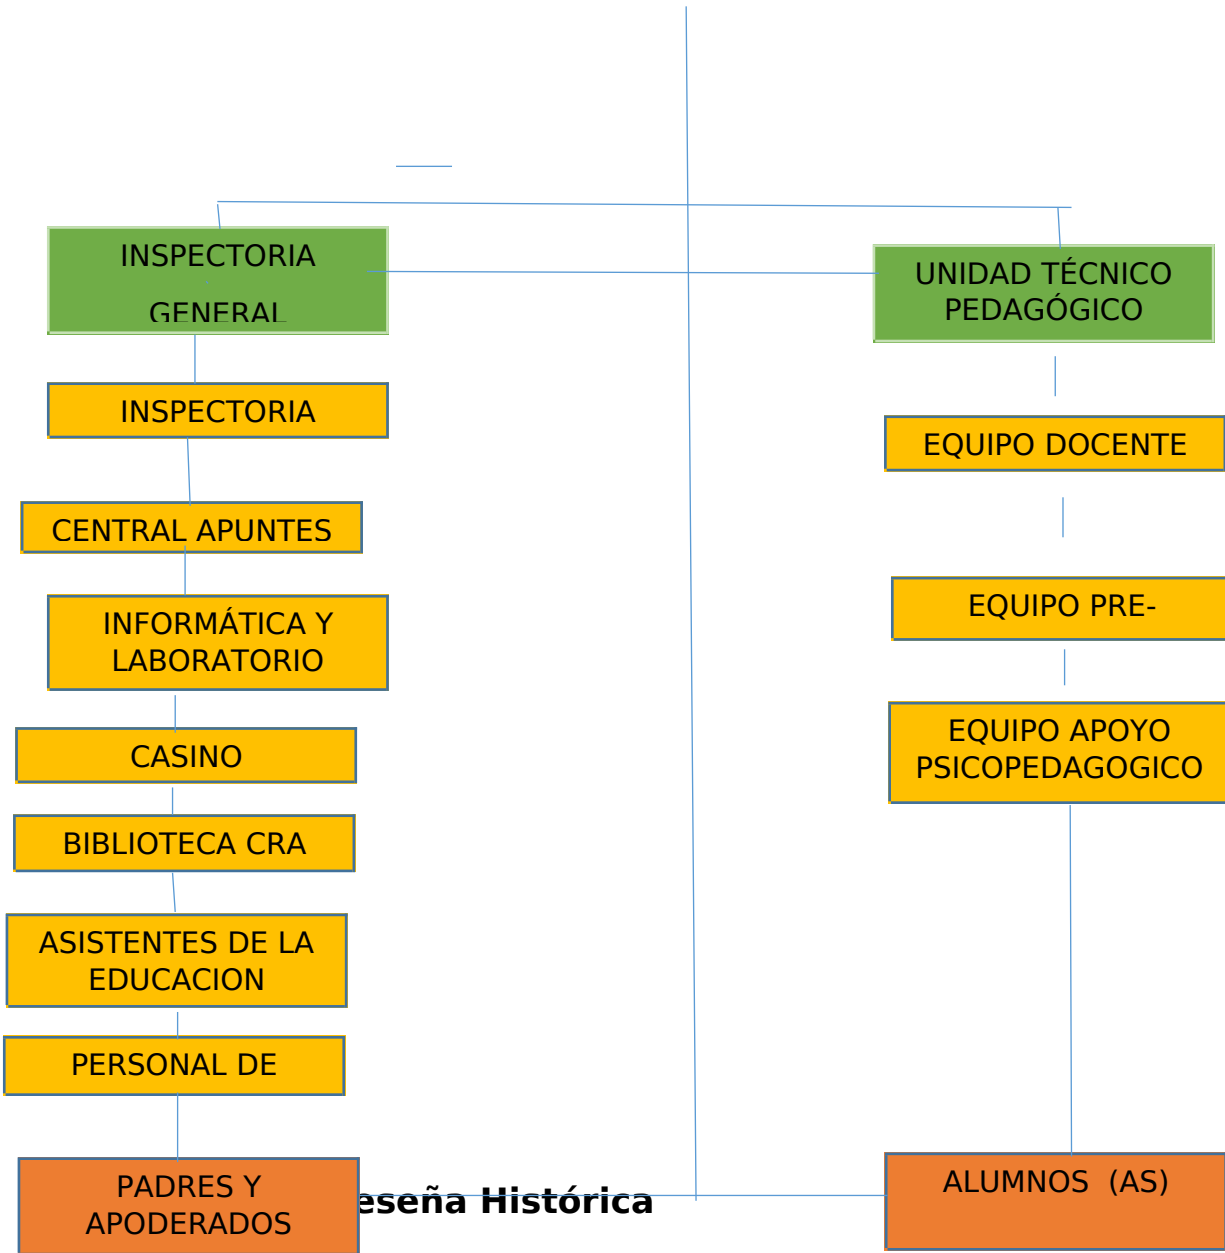 INSPECTORIA
GENERAL
UNIDAD TÉCNICO
PEDAGÓGICO
INSPECTORIA
EQUIPO DOCENTE
CENTRAL APUNTES
EQUIPO PRE-
INFORMÁTICA Y
LABORATORIO
EQUIPO APOYO
PSICOPEDAGOGICO
CASINO
BIBLIOTECA CRA
ASISTENTES DE LA
EDUCACION
PERSONAL DE
PADRES Y
APODERADOS
eseña Histórica
ALUMNOS (AS)